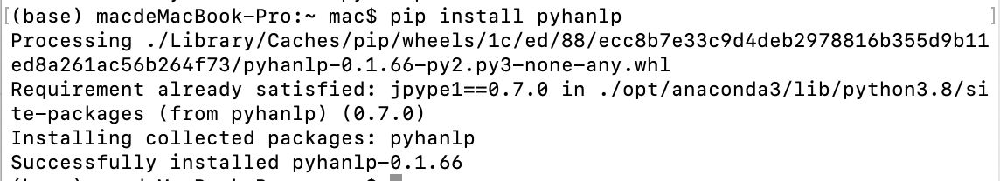 [(base) macdeMacBook-Pro:~ mac$ pip install pyhanlp ]
Processing ./Library/Caches/pip/wheels/1c/ed/88/ecc8b7e33c9d4deb2978816b355d9b11
ed8a261ac56b264f73/pyhanlp-0.1.66-py2.py3-none-any.whl
Requirement already satisfied: jpype1==0.7.0 in ./opt/anaconda3/lib/python3.8/si
te-packages (from pyhanlp) (0.7.0)
Installing collected packages: pyhanlp
Successfully installed pyhanlp-0.1.66